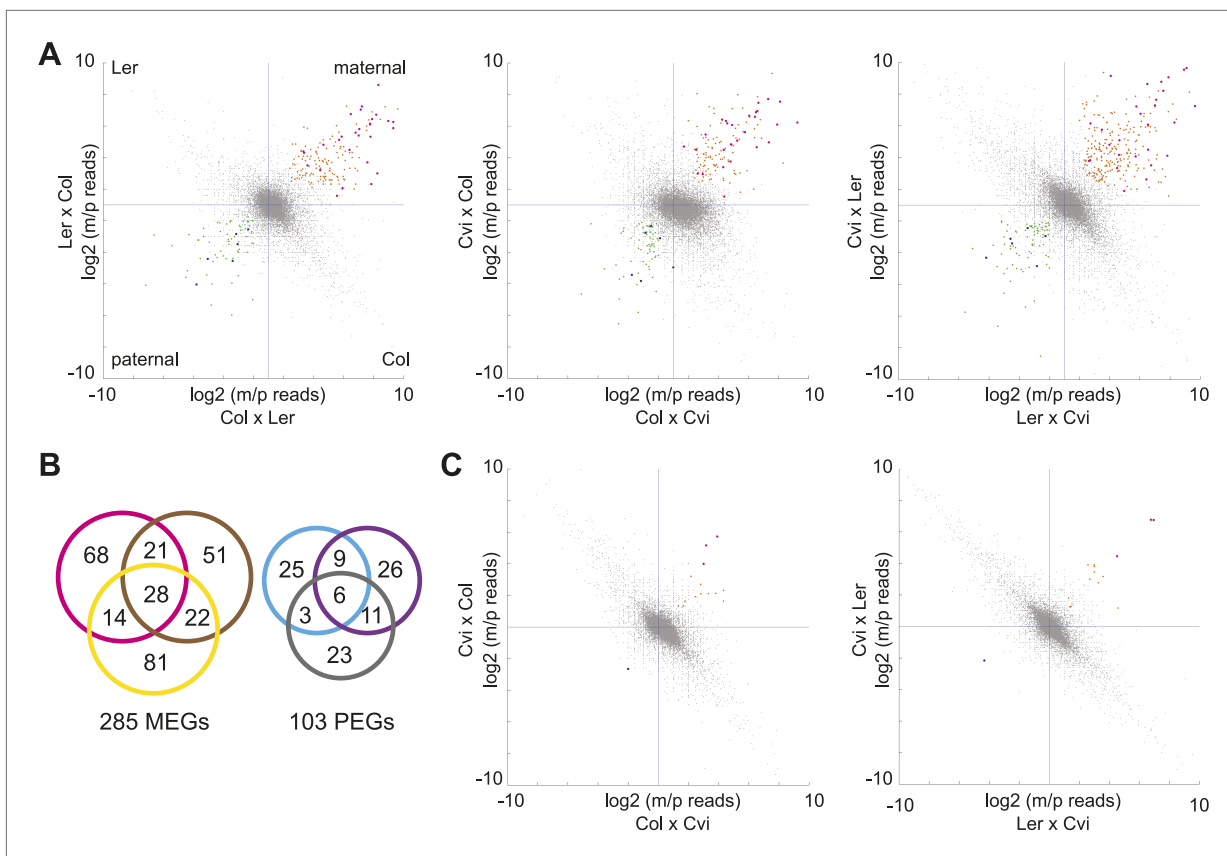 A
10
Ler
maternal
Ler x Col
log2 (m/p reads)
paternal
Col
-10
-10
log2 (m/p reads)
10
Col x Ler
10
Cvi x Col
log2 (m/p reads)
-10
-10
log2 (m/p reads)
10
Col x Cvi
10
Cvi x Ler
log2 (m/p reads)
-10
-10
log2 (m/p reads)
10
Ler x Cvi
B
68
21
51
28
14
22
81
285 MEGs
25
9
26
6
3
11
23
103 PEGs
C
10
Cvi x Col
log2 (m/p reads)
-10
-10
log2 (m/p reads)
10
Col x Cvi
10
Cvi x Ler
log2 (m/p reads)
-10
-10
log2 (m/p reads)
10
Ler x Cvi